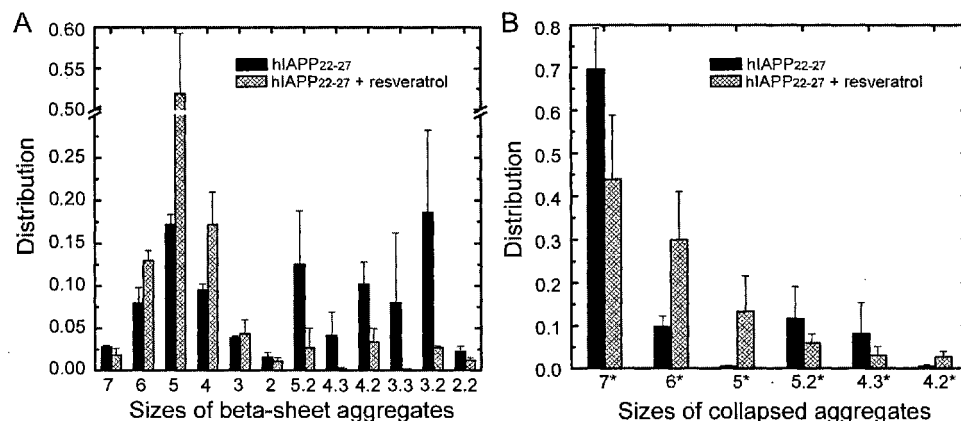 A
0.60
0.55
0.50
0.25
0.20
0.15
0.10
0.05
0.00
Distribution
hIAPP22-27
hIAPP22-27 + resveratrol
7 6 5 4 3 2 5.2 4.3 4.2 3.3 3.2 2.2
Sizes of beta-sheet aggregates
B
0.8
0.7
0.6
0.5
0.4
0.3
0.2
0.1
0.0
Distribution
hIAPP22-27
hIAPP22-27 + resveratrol
7* 6* 5* 5.2* 4.3* 4.2*
Sizes of collapsed aggregates